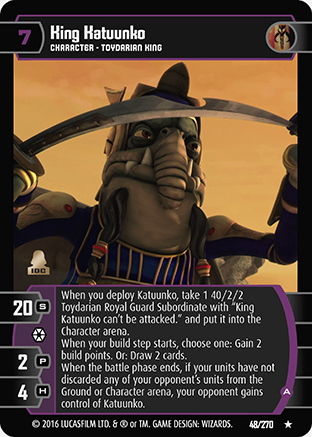 7
King Katuunko
CHARACTER - TOYDARIAN KING
IDC
20 S
2 P
4 H
When you deploy Katuunko, take 1 40/2/2
Toydarian Royal Guard Subordinate with "King
Katuunko can't be attacked." and put it into the
Character arena.
When your build step starts, choose one: Gain 2
build points. Or: Draw 2 cards.
When the battle phase ends, if your units have not
discarded any of your opponent's units from the
Ground or Character arena, your opponent gains
control of Katuunko.
A
© 2016 LUCASFILM LTD. & ® or TM. GAME DESIGN: WIZARDS.
48/270